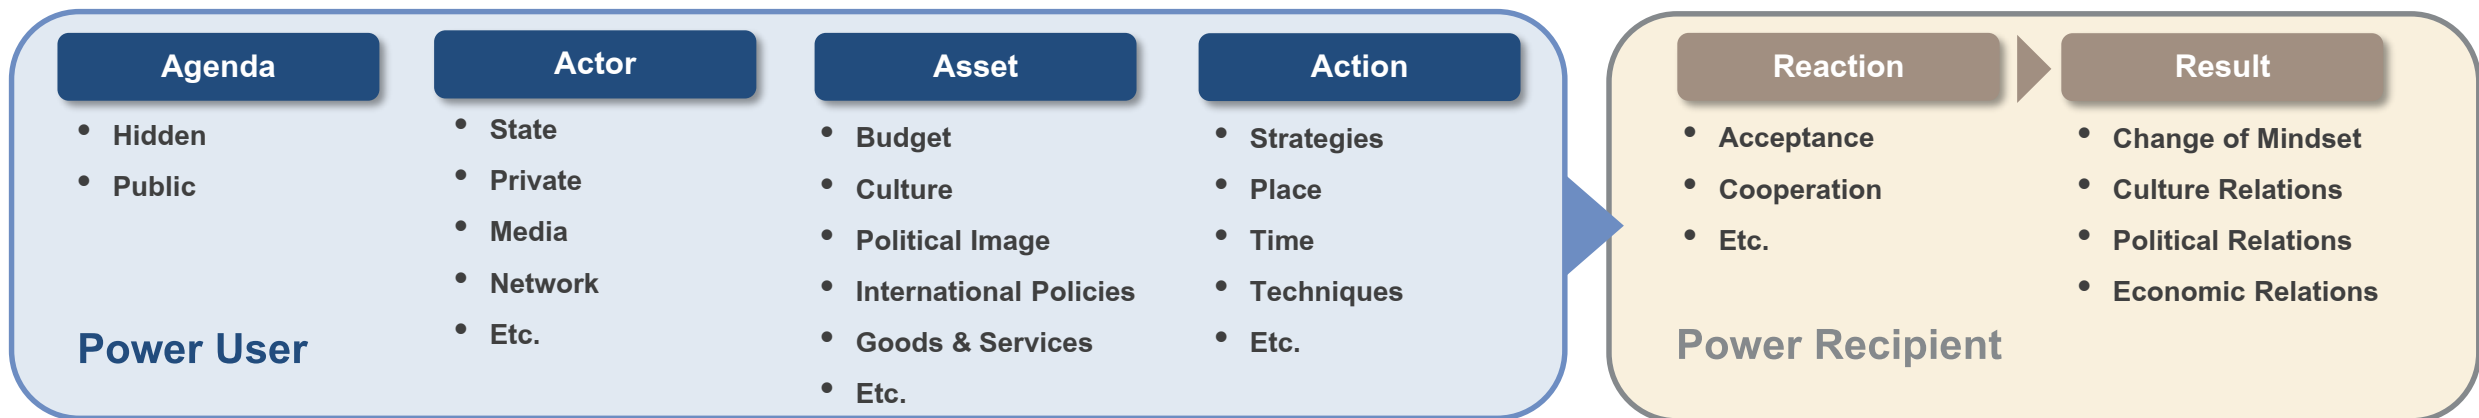 Agenda
Hidden
Public
Actor
State
Private
Media
Network
Etc.
Asset
Budget
Culture
Political Image
International Policies
Goods & Services
Etc.
Action
Strategies
Place
Time
Techniques
Etc.
Power User
Reaction
Acceptance
Cooperation
Etc.
Result
Change of Mindset
Culture Relations
Political Relations
Economic Relations
Power Recipient